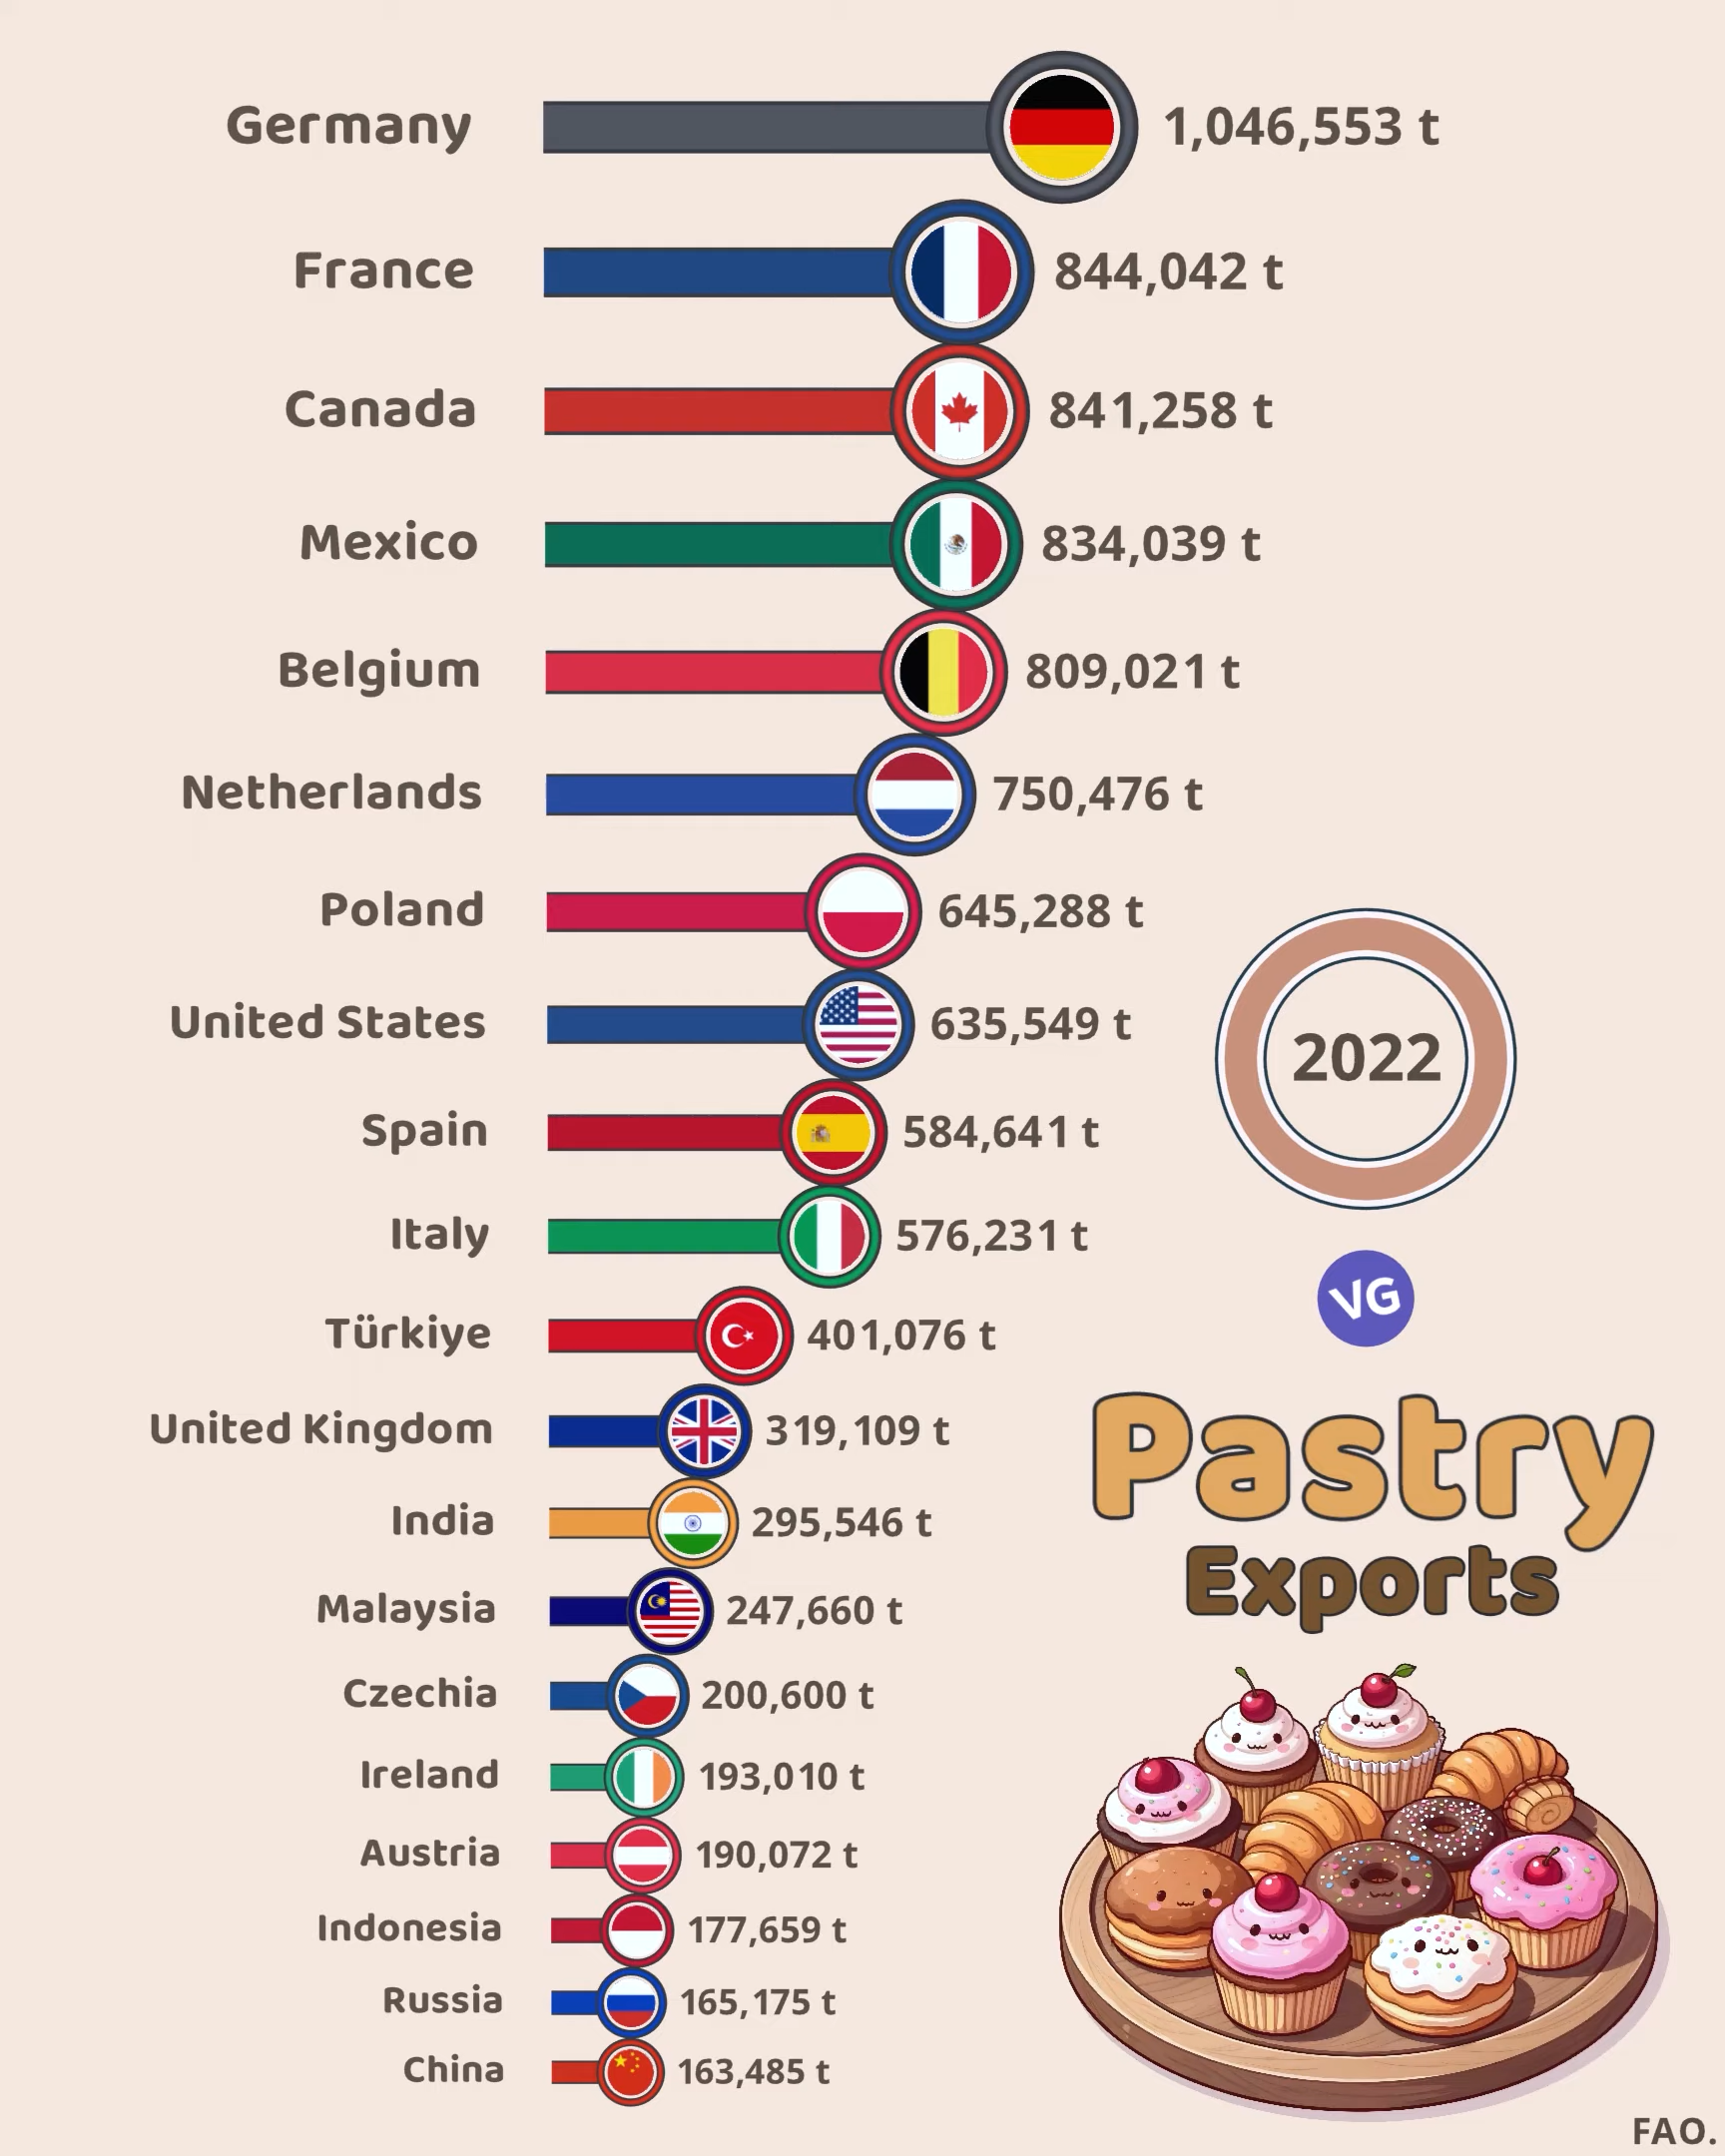 Germany 1,046,553 t
France 844,042 t
Canada 841,258 t
Mexico 834,039 t
Belgium 809,021 t
Netherlands 750,476 t
Poland 645,288 t
United States 635,549 t
Spain 584,641 t
Italy 576,231 t
Türkiye 401,076 t
United Kingdom 319,109 t
India 295,546 t
Malaysia 247,660 t
Czechia 200,600 t
Ireland 193,010 t
Austria 190,072 t
Indonesia 177,659 t
Russia 165,175 t
China 163,485 t
2022
VG
Pastry
Exports
FAO.